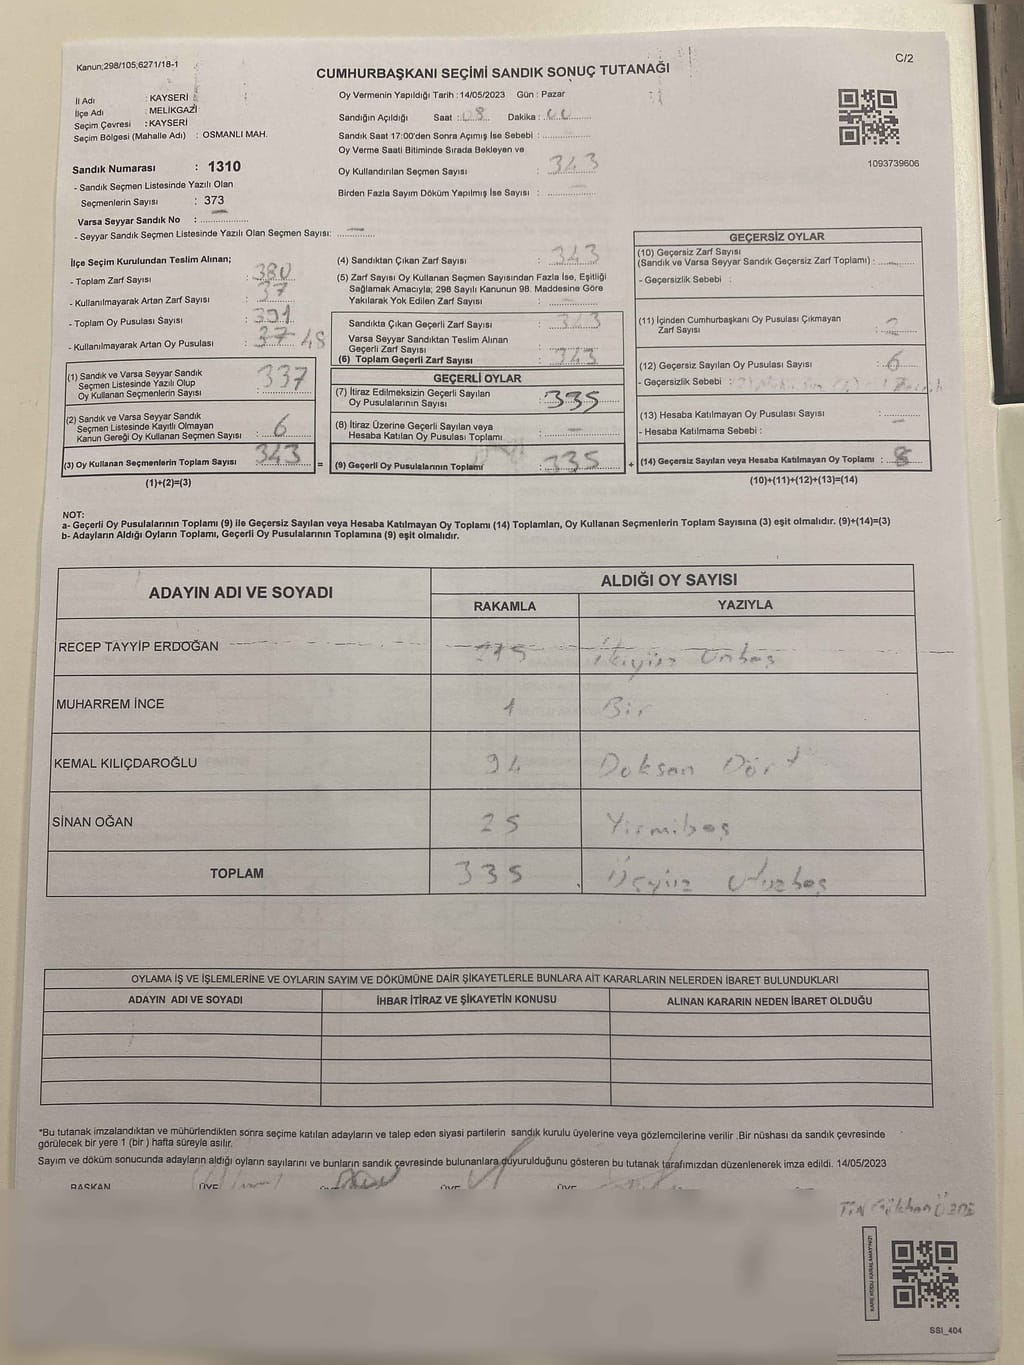 Kanun;298/105;6271/18-1
C/2
CUMHURBAŞKANI SEÇİMİ SANDIK SONUÇ TUTANAĞI
İl Adı : KAYSERİ
İlçe Adı : MELİKGAZİ
Seçim Çevresi : KAYSERİ
Seçim Bölgesi (Mahalle Adı) : OSMANLI MAH.
Oy Vermenin Yapıldığı Tarih : 14/05/2023 Gün : Pazar
Sandığın Açıldığı Saat : 08 Dakika : 00
Sandık Saat 17:00'den Sonra Açımış İse Sebebi :
Oy Verme Saati Bitiminde Sırada Bekleyen ve
Oy Kullandırılan Seçmen Sayısı : 343
Birden Fazla Sayım Döküm Yapılmış İse Sayısı :
1093739606
Sandık Numarası : 1310
- Sandık Seçmen Listesinde Yazılı Olan
Seçmenlerin Sayısı : 373
Varsa Seyyar Sandık No : —
- Seyyar Sandık Seçmen Listesinde Yazılı Olan Seçmen Sayısı: —
İlçe Seçim Kurulundan Teslim Alınan;
- Toplam Zarf Sayısı : 380
- Kullanılmayarak Artan Zarf Sayısı : 37
- Toplam Oy Pusulası Sayısı : 391
- Kullanılmayarak Artan Oy Pusulası : 37 48
(1) Sandık ve Varsa Seyyar Sandık
Seçmen Listesinde Yazılı Olup
Oy Kullanan Seçmenlerin Sayısı : 337
(2) Sandık ve Varsa Seyyar Sandık
Seçmen Listesinde Kayıtlı Olmayan
Kanun Gereği Oy Kullanan Seçmen Sayısı : 6
(3) Oy Kullanan Seçmenlerin Toplam Sayısı : 343
(1)+(2)=(3)
(4) Sandıktan Çıkan Zarf Sayısı : 343
(5) Zarf Sayısı Oy Kullanan Seçmen Sayısından Fazla İse, Eşitliği
Sağlamak Amacıyla; 298 Sayılı Kanunun 98. Maddesine Göre
Yakılarak Yok Edilen Zarf Sayısı : —
Sandıkta Çıkan Geçerli Zarf Sayısı : 343
Varsa Seyyar Sandıktan Teslim Alınan
Geçerli Zarf Sayısı :
(6) Toplam Geçerli Zarf Sayısı : 343
GEÇERLİ OYLAR
(7) İtiraz Edilmeksizin Geçerli Sayılan
Oy Pusulalarının Sayısı : 335
(8) İtiraz Üzerine Geçerli Sayılan veya
Hesaba Katılan Oy Pusulası Toplamı : —
= (9) Geçerli Oy Pusulalarının Toplamı : 335
GEÇERSİZ OYLAR
(10) Geçersiz Zarf Sayısı
(Sandık ve Varsa Seyyar Sandık Geçersiz Zarf Toplamı) : —
- Geçersizlik Sebebi :
(11) İçinden Cumhurbaşkanı Oy Pusulası Çıkmayan
Zarf Sayısı : 2
(12) Geçersiz Sayılan Oy Pusulası Sayısı : 6
- Geçersizlik Sebebi :
(13) Hesaba Katılmayan Oy Pusulası Sayısı : —
- Hesaba Katılmama Sebebi :
+ (14) Geçersiz Sayılan veya Hesaba Katılmayan Oy Toplamı : 8
(10)+(11)+(12)+(13)=(14)
NOT:
a- Geçerli Oy Pusulalarının Toplamı (9) ile Geçersiz Sayılan veya Hesaba Katılmayan Oy Toplamı (14) Toplamları, Oy Kullanan Seçmenlerin Toplam Sayısına (3) eşit olmalıdır. (9)+(14)=(3)
b- Adayların Aldığı Oyların Toplamı, Geçerli Oy Pusulalarının Toplamına (9) eşit olmalıdır.
ADAYIN ADI VE SOYADI ALDIĞI OY SAYISI
RAKAMLA YAZIYLA
RECEP TAYYİP ERDOĞAN 215 İkiyüz Onbeş
MUHARREM İNCE 1 Bir
KEMAL KILIÇDAROĞLU 94 Doksan Dört
SİNAN OĞAN 25 Yirmibeş
TOPLAM 335 Üçyüz Otuzbeş
OYLAMA İŞ VE İŞLEMLERİNE VE OYLARIN SAYIM VE DÖKÜMÜNE DAİR ŞİKAYETLERLE BUNLARA AİT KARARLARIN NELERDEN İBARET BULUNDUKLARI
ADAYIN ADI VE SOYADI İHBAR İTİRAZ VE ŞİKAYETİN KONUSU ALINAN KARARIN NEDEN İBARET OLDUĞU
*Bu tutanak imzalandıktan ve mühürlendikten sonra seçime katılan adayların ve talep eden siyasi partilerin sandık kurulu üyelerine veya gözlemcilerine verilir .Bir nüshası da sandık çevresinde
görülecek bir yere 1 (bir ) hafta süreyle asılır.
Sayım ve döküm sonucunda adayların aldığı oyların sayılarını ve bunların sandık çevresinde bulunanlara duyurulduğunu gösteren bu tutanak tarafımızdan düzenlenerek imza edildi. 14/05/2023
BAŞKAN ÜYE ÜYE ÜYE
KARE KODU KARALAMAYINIZ!
SSI_404